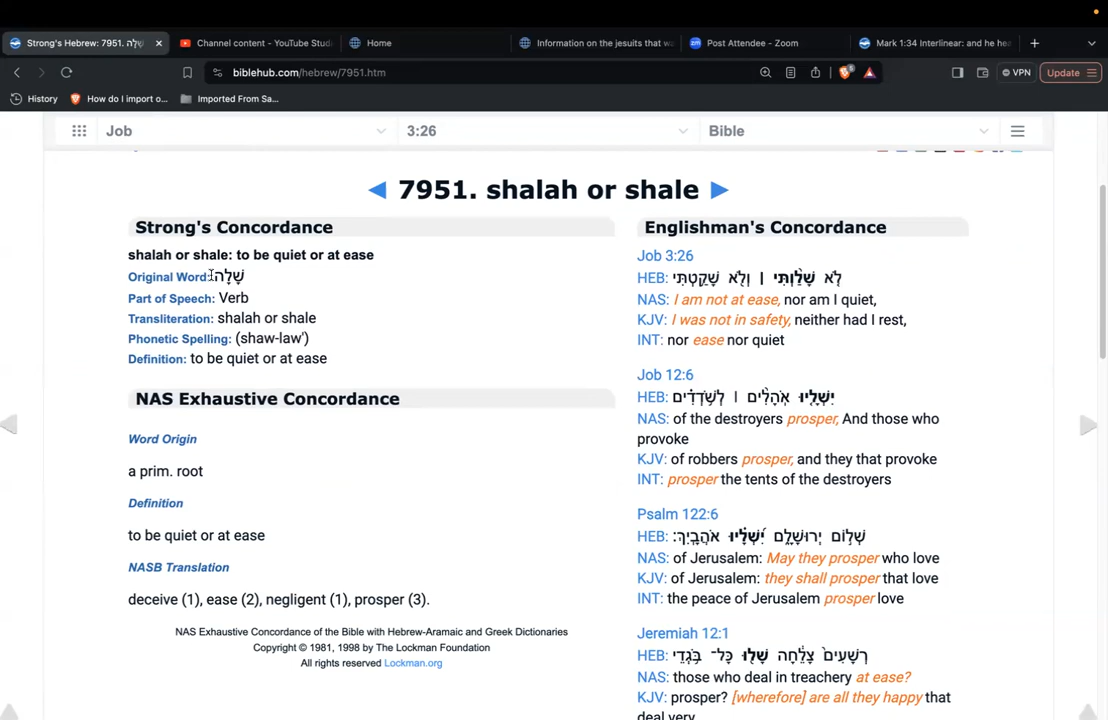 Strong's Hebrew: 7951. שָׁלָה
Channel content - YouTube Studi
Home
Information on the jesuits that wa
Post Attendee - Zoom
Mark 1:34 Interlinear: and he hea
biblehub.com/hebrew/7951.htm
VPN
Update
History
How do I import o...
Imported From Sa...
Job
3:26
Bible
7951. shalah or shale
Strong's Concordance
shalah or shale: to be quiet or at ease
Original Word: שָׁלָה
Part of Speech: Verb
Transliteration: shalah or shale
Phonetic Spelling: (shaw-law')
Definition: to be quiet or at ease
NAS Exhaustive Concordance
Word Origin
a prim. root
Definition
to be quiet or at ease
NASB Translation
deceive (1), ease (2), negligent (1), prosper (3).
NAS Exhaustive Concordance of the Bible with Hebrew-Aramaic and Greek Dictionaries
Copyright © 1981, 1998 by The Lockman Foundation
All rights reserved Lockman.org
Englishman's Concordance
Job 3:26
HEB: לֹ֤א שָׁלַ֨וְתִּי ׀ וְלֹ֖א שָׁקַ֥טְתִּי
NAS: I am not at ease, nor am I quiet,
KJV: I was not in safety, neither had I rest,
INT: nor ease nor quiet
Job 12:6
HEB: יִשְׁלָ֤יוּ אֹֽהָלִ֨ים ׀ לְשֹׁ֥דְדִ֗ים
NAS: of the destroyers prosper, And those who
provoke
KJV: of robbers prosper, and they that provoke
INT: prosper the tents of the destroyers
Psalm 122:6
HEB: שְׁל֣וֹם יְרוּשָׁלִָ֑ם יִ֝שְׁלָ֗יוּ אֹהֲבָֽיִךְ׃
NAS: of Jerusalem: May they prosper who love
KJV: of Jerusalem: they shall prosper that love
INT: the peace of Jerusalem prosper love
Jeremiah 12:1
HEB: רְשָׁעִים֙ צָלֵ֔חָה שָׁל֖וּ כָּל־ בֹּ֥גְדֵי
NAS: those who deal in treachery at ease?
KJV: prosper? [wherefore] are all they happy that
deal very